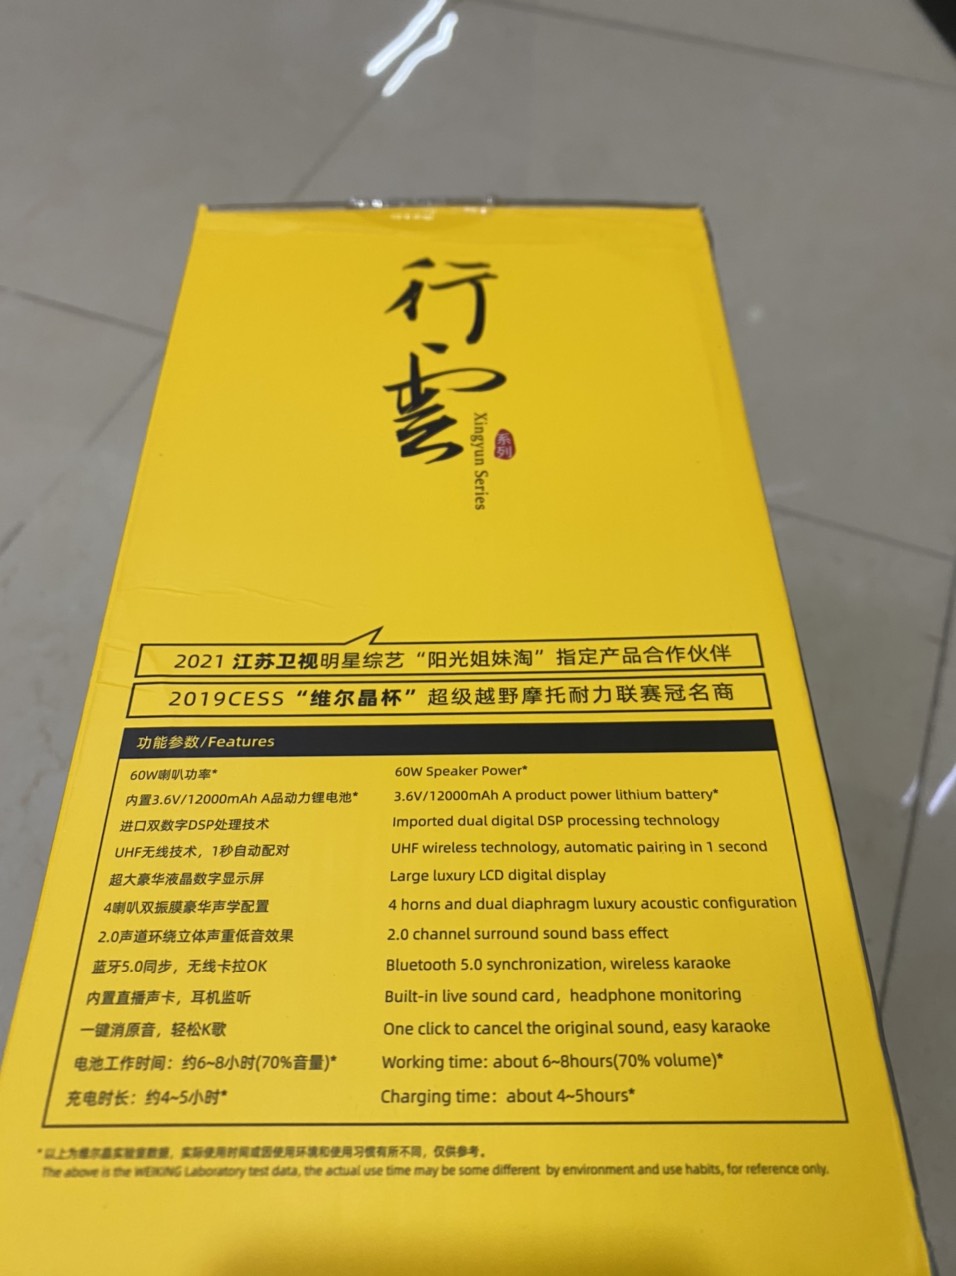 行
雲
Xingyun Series
系列
2021 江苏卫视明星综艺“阳光姐妹淘”指定产品合作伙伴
2019CESS“维尔晶杯”超级越野摩托耐力联赛冠名商
功能参数/Features
60W喇叭功率* 60W Speaker Power*
内置3.6V/12000mAh A品动力锂电池* 3.6V/12000mAh A product power lithium battery*
进口双数字DSP处理技术 Imported dual digital DSP processing technology
UHF无线技术，1秒自动配对 UHF wireless technology, automatic pairing in 1 second
超大豪华液晶数字显示屏 Large luxury LCD digital display
4喇叭双振膜豪华声学配置 4 horns and dual diaphragm luxury acoustic configuration
2.0声道环绕立体声重低音效果 2.0 channel surround sound bass effect
蓝牙5.0同步，无线卡拉OK Bluetooth 5.0 synchronization, wireless karaoke
内置直播声卡，耳机监听 Built-in live sound card，headphone monitoring
一键消原音，轻松K歌 One click to cancel the original sound, easy karaoke
电池工作时间：约6~8小时(70%音量)* Working time: about 6~8hours(70% volume)*
充电时长：约4~5小时* Charging time：about 4~5hours*
*以上为维尔晶实验室数据，实际使用时间或因使用环境和使用习惯有所不同，仅供参考。
The above is the WEIKING Laboratory test data, the actual use time may be some different by environment and use habits, for reference only.